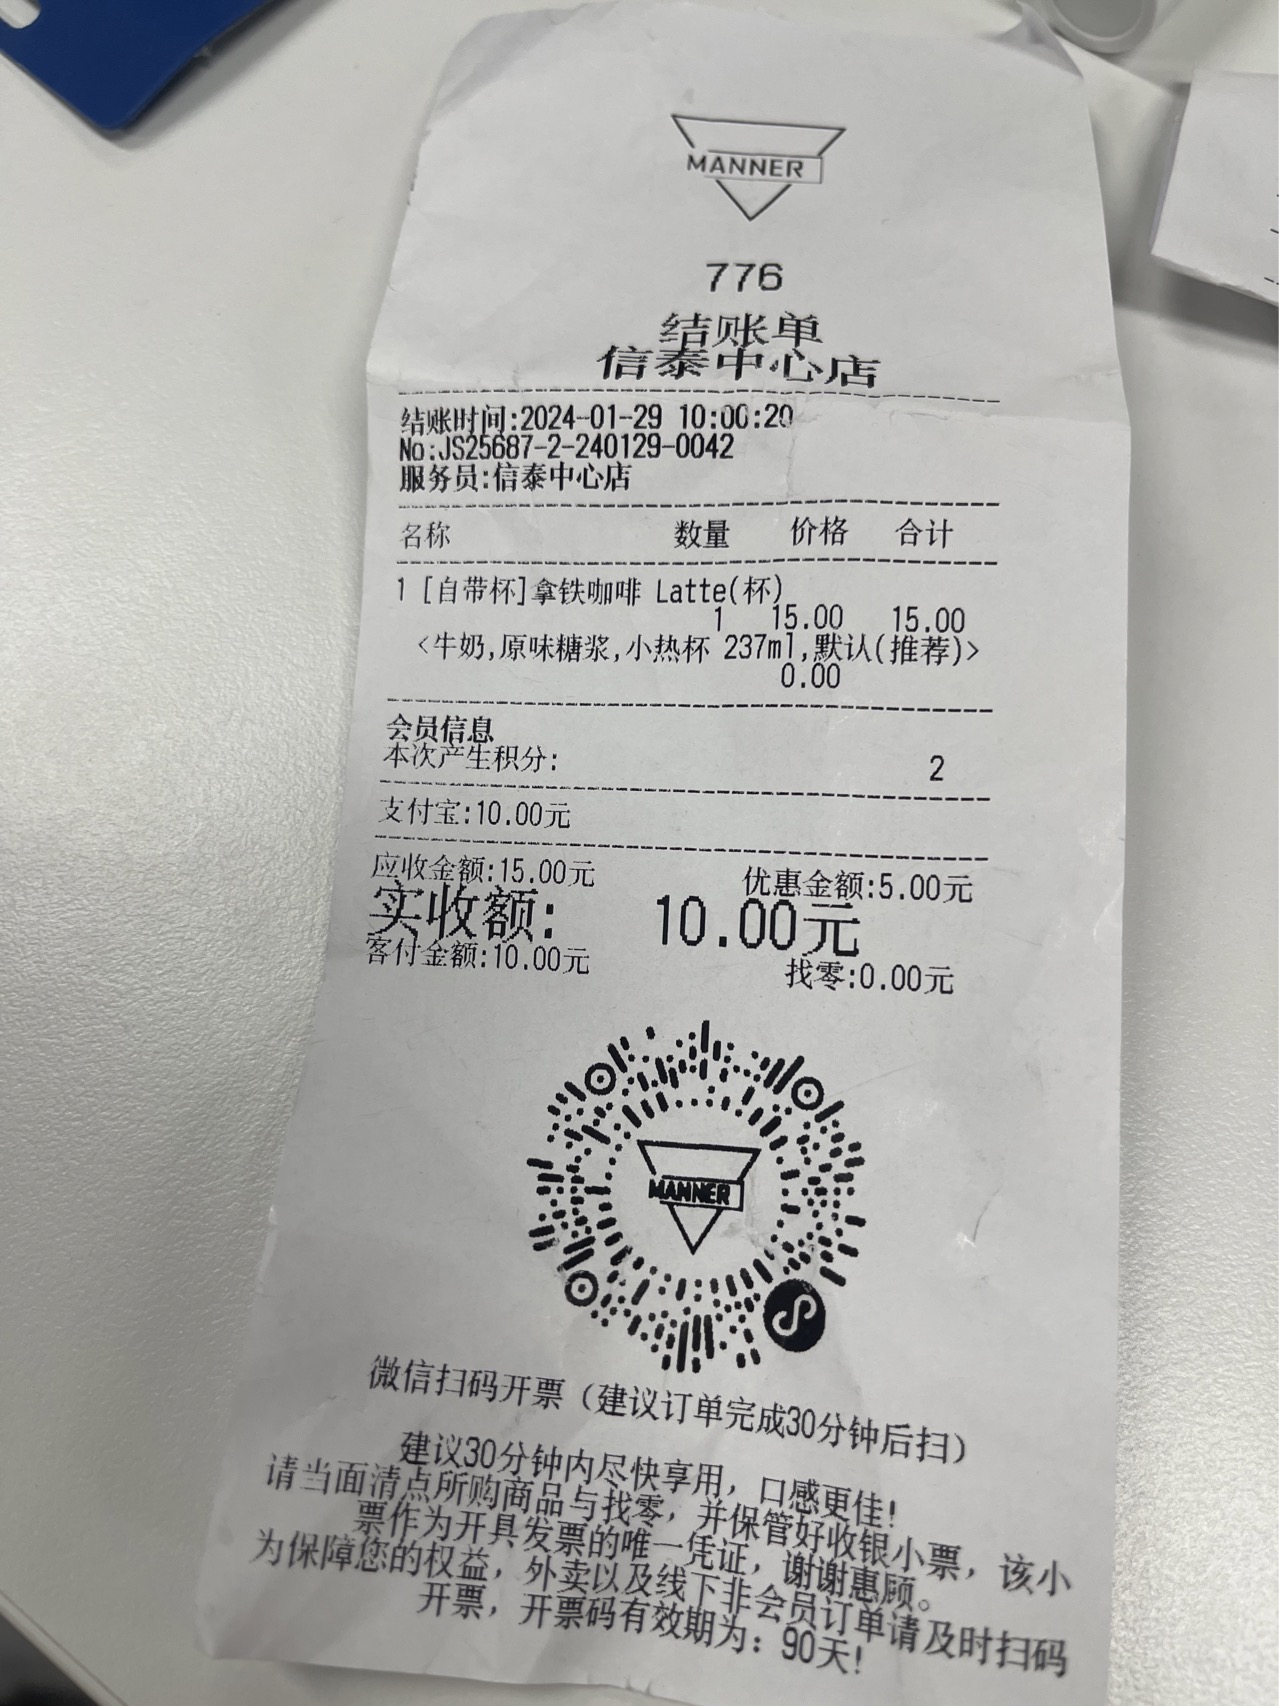 MANNER
776
结账单
信泰中心店
结账时间:2024-01-29 10:00:20
No:JS25687-2-240129-0042
服务员:信泰中心店
名称 数量 价格 合计
1 [自带杯]拿铁咖啡 Latte(杯)
1 15.00 15.00
<牛奶,原味糖浆,小热杯 237ml,默认(推荐)>
0.00
会员信息
本次产生积分: 2
支付宝:10.00元
应收金额:15.00元 优惠金额:5.00元
实收额: 10.00元
客付金额:10.00元 找零:0.00元
MANNER
微信扫码开票（建议订单完成30分钟后扫）
建议30分钟内尽快享用，口感更佳!
请当面清点所购商品与找零，并保管好收银小票，该小
票作为开具发票的唯一凭证，谢谢惠顾。
为保障您的权益，外卖以及线下非会员订单请及时扫码
开票，开票码有效期为：90天!